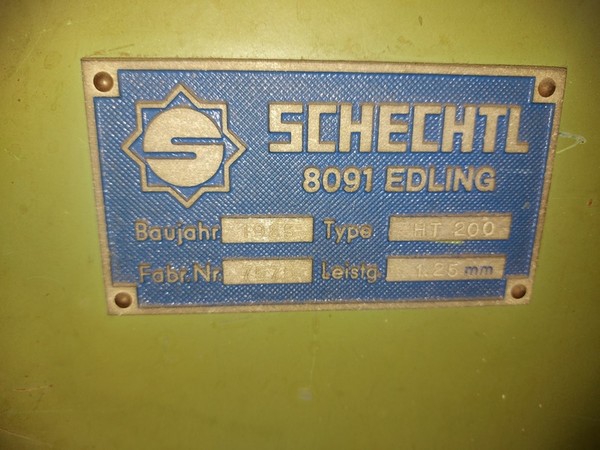 SCHECHTL
8091 EDLING
Baujahr Type HT 200
Fabr. Nr. Leistg. 1.25 mm